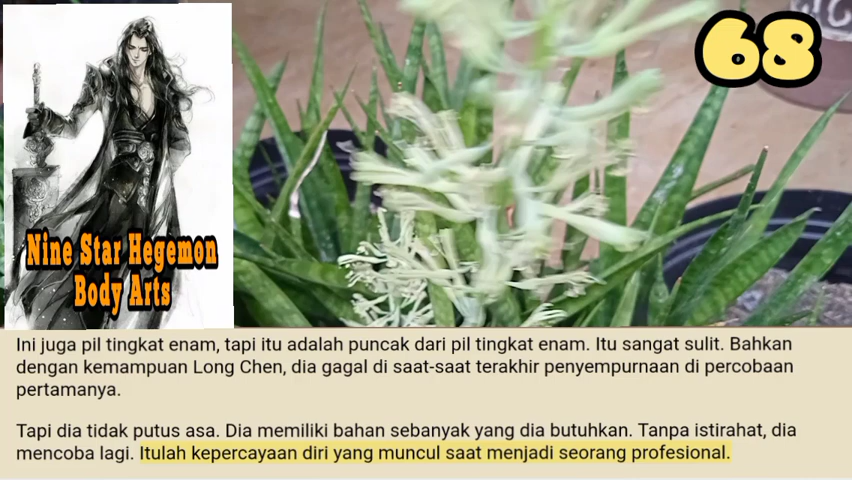 68
Nine Star Hegemon
Body Arts
Ini juga pil tingkat enam, tapi itu adalah puncak dari pil tingkat enam. Itu sangat sulit. Bahkan
dengan kemampuan Long Chen, dia gagal di saat-saat terakhir penyempurnaan di percobaan
pertamanya.
Tapi dia tidak putus asa. Dia memiliki bahan sebanyak yang dia butuhkan. Tanpa istirahat, dia
mencoba lagi. Itulah kepercayaan diri yang muncul saat menjadi seorang profesional.